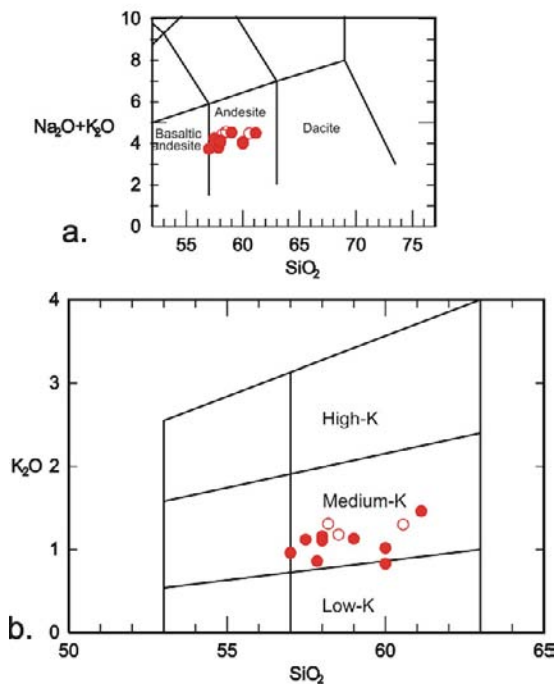 10
8
6
4
2
0
Na₂O+K₂O
Andesite
Basaltic
andesite
Dacite
a.
55 60 65 70 75
SiO₂
4
3
2
1
0
K₂O
High-K
Medium-K
Low-K
b.
50 55 60 65
SiO₂